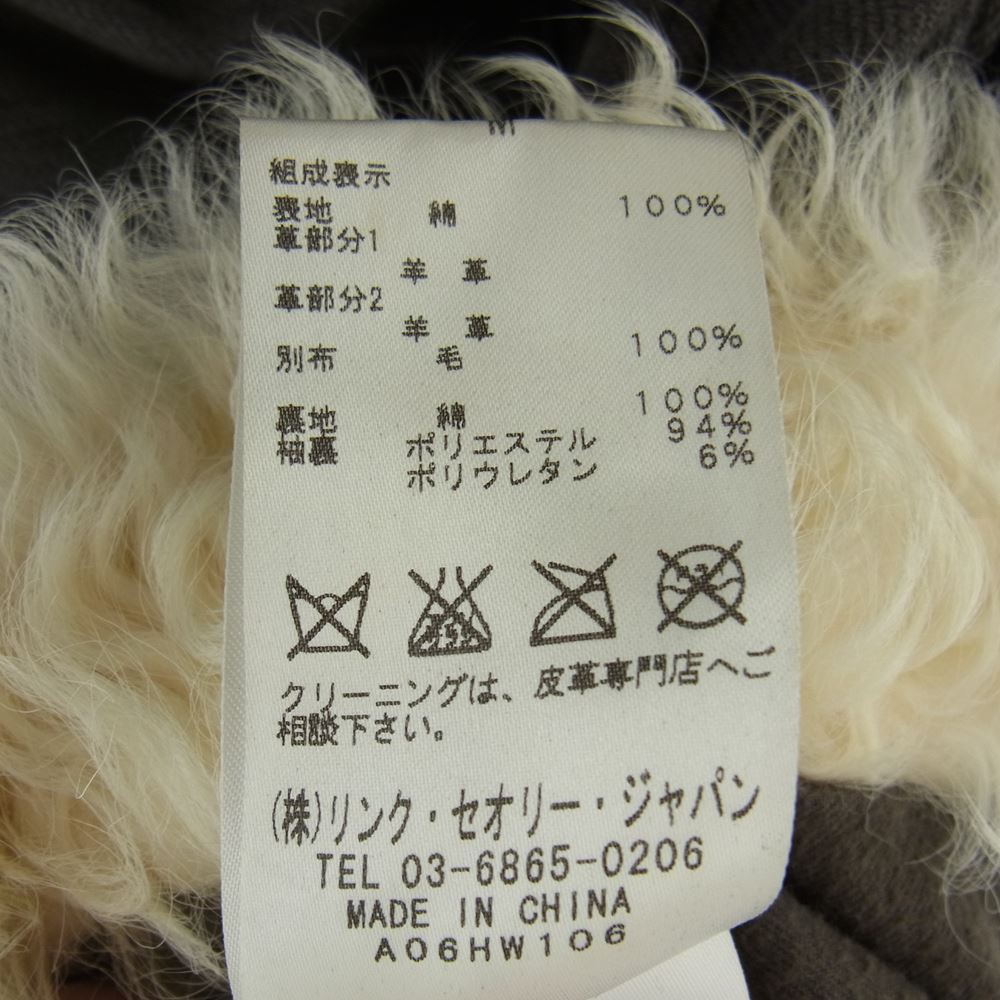 M
組成表示
表地 綿 100%
革部分1
羊 革
革部分2
羊 革
別布 毛 100%
裏地 綿 100%
袖裏 ポリエステル 94%
ポリウレタン 6%
クリーニングは、皮革専門店へご
相談下さい。
(株)リンク・セオリー・ジャパン
TEL 03-6865-0206
MADE IN CHINA
A06HW106